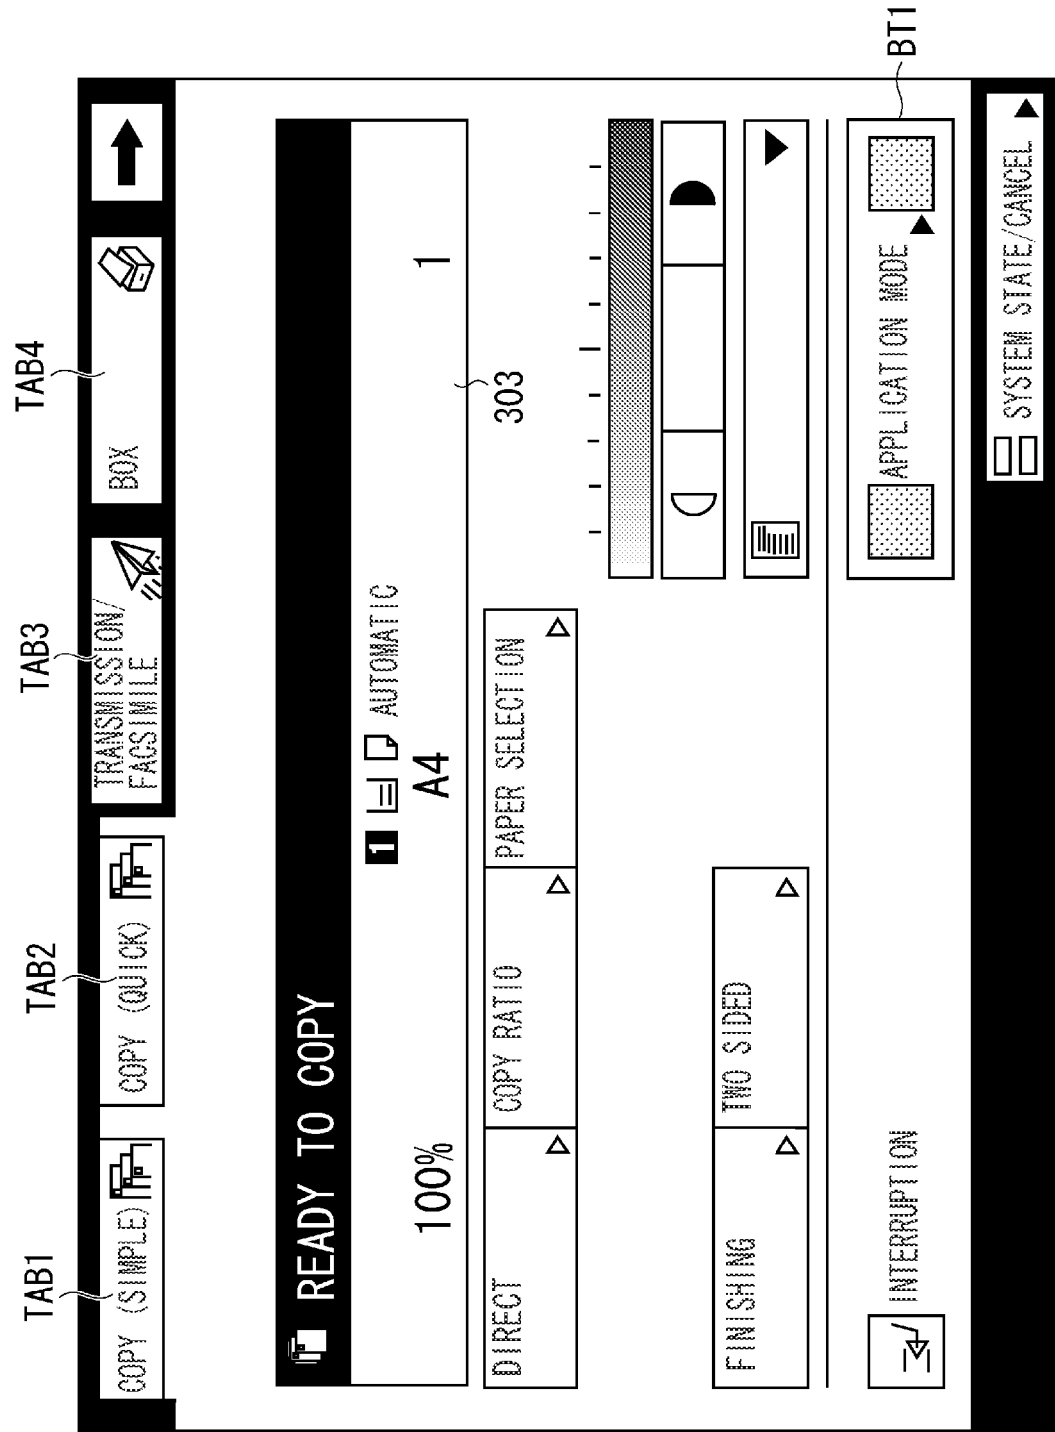 TAB1
TAB2
TAB3
TAB4
COPY (SIMPLE)
COPY (QUICK)
TRANSMISSION/
FACSIMILE
BOX
READY TO COPY
1 AUTOMATIC
100%
A4
1
303
DIRECT
COPY RATIO
PAPER SELECTION
FINISHING
TWO SIDED
INTERRUPTION
APPLICATION MODE
BT1
SYSTEM STATE/CANCEL